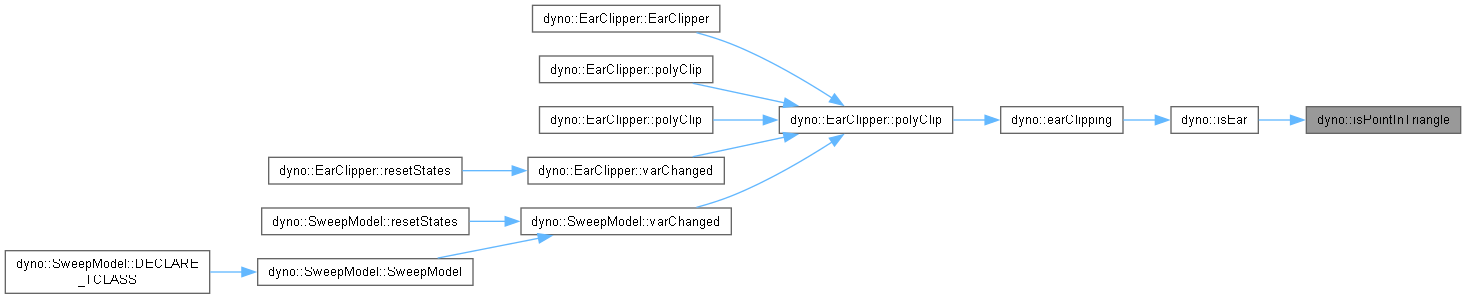 dyno::EarClipper::EarClipper
dyno::EarClipper::polyClip
dyno::EarClipper::polyClip
dyno::EarClipper::polyClip
dyno::earClipping
dyno::isEar
dyno::isPointInTriangle
dyno::EarClipper::resetStates
dyno::EarClipper::varChanged
dyno::SweepModel::resetStates
dyno::SweepModel::varChanged
dyno::SweepModel::DECLARE
_TCLASS
dyno::SweepModel::SweepModel